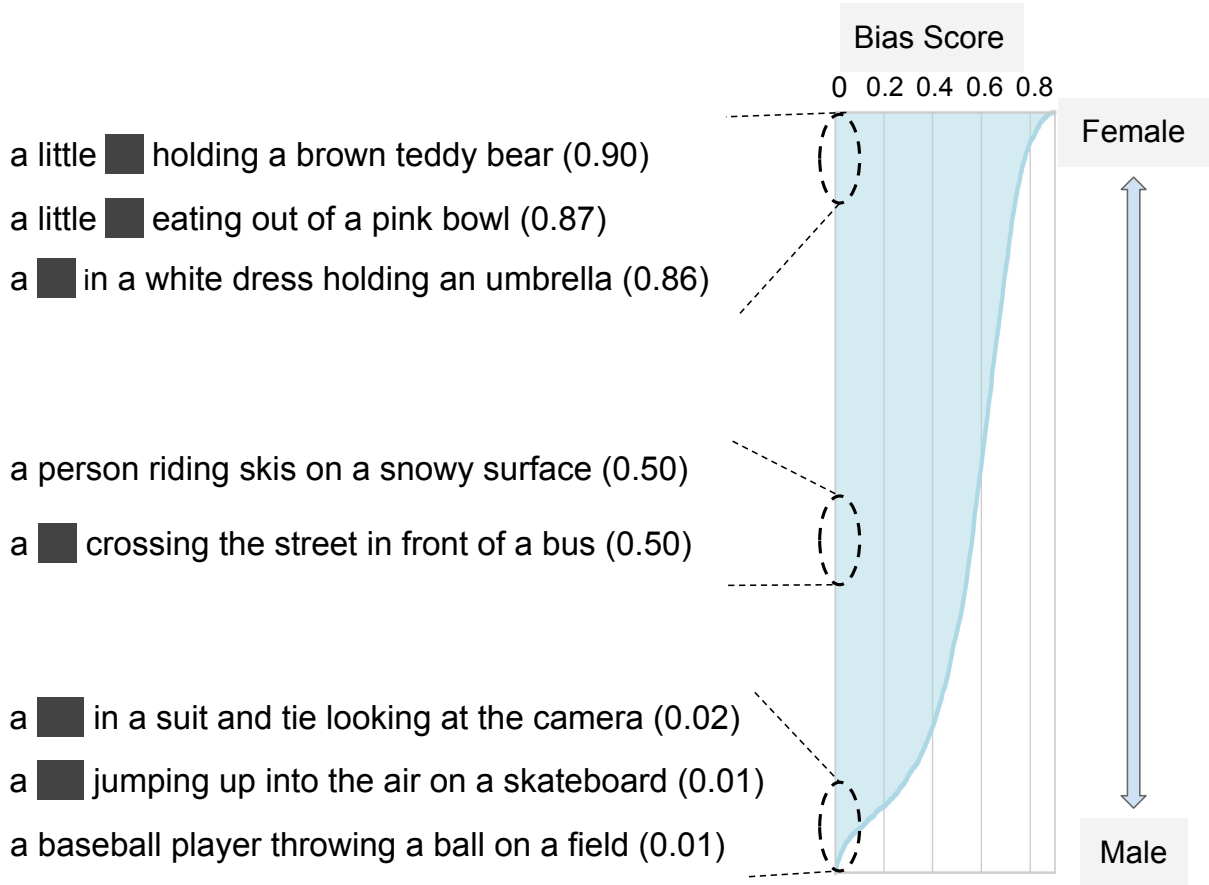 Bias Score
0 0.2 0.4 0.6 0.8
Female
a little holding a brown teddy bear (0.90)
a little eating out of a pink bowl (0.87)
a in a white dress holding an umbrella (0.86)
a person riding skis on a snowy surface (0.50)
a crossing the street in front of a bus (0.50)
a in a suit and tie looking at the camera (0.02)
a jumping up into the air on a skateboard (0.01)
a baseball player throwing a ball on a field (0.01)
Male